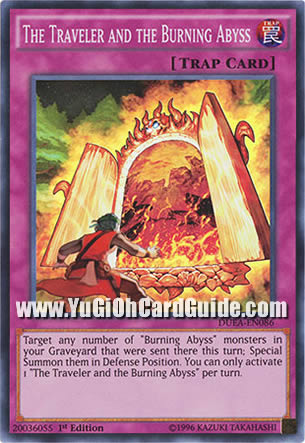 THE TRAVELER AND THE BURNING ABYSS
TRAP
罠
[TRAP CARD]
www.YuGiOhCardGuide.com
DUEA-EN086
Target any number of "Burning Abyss" monsters in
your Graveyard that were sent there this turn; Special
Summon them in Defense Position. You can only activate
1 "The Traveler and the Burning Abyss" per turn.
20036055
1st Edition
©1996 KAZUKI TAKAHASHI